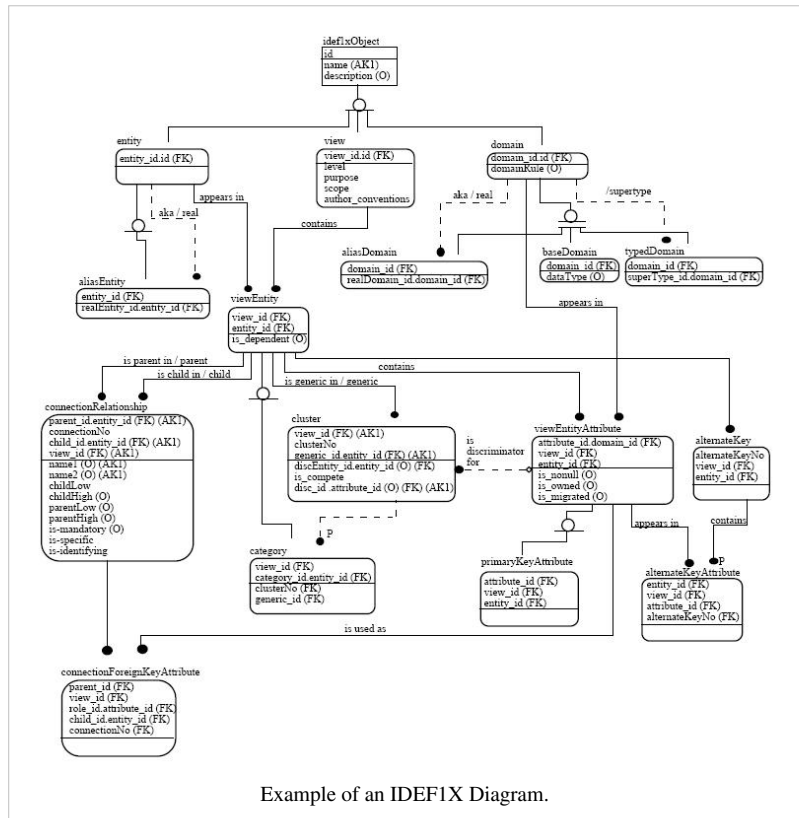 idef1xObject
id
name (AK1)
description (O)
entity
entity_id.id (FK)
view
view_id.id (FK)
level
purpose
scope
author_conventions
domain
domain_id.id (FK)
domainRule (O)
appears in
aka / real
contains
aka / real
/supertype
aliasEntity
entity_id (FK)
realEntity_id.entity_id (FK)
aliasDomain
domain_id (FK)
realDomain_id.domain_id (FK)
baseDomain
domain_id (FK)
dataType (O)
typedDomain
domain_id (FK)
superType_id.domain_id (FK)
viewEntity
view_id (FK)
entity_id (FK)
is_dependent (O)
appears in
is parent in / parent
is child in / child
is generic in / generic
contains
connectionRelationship
parent_id.entity_id (FK) (AK1)
connectionNo
child_id.entity_id (FK) (AK1)
view_id (FK) (AK1)
name1 (O) (AK1)
name2 (O) (AK1)
childLow
childHigh (O)
parentLow (O)
parentHigh (O)
is-mandatory (O)
is-specific
is-identifying
cluster
view_id (FK) (AK1)
clusterNo
generic_id.entity_id (FK) (AK1)
discEntity_id.entity_id (O) (FK)
is_compete
disc_id .attribute_id (O) (FK) (AK1)
is
discriminator
for
viewEntityAttribute
attribute_id.domain_id (FK)
view_id (FK)
entity_id (FK)
is_nonull (O)
is_owned (O)
is_migrated (O)
alternateKey
alternateKeyNo
view_id (FK)
entity_id (FK)
P
category
view_id (FK)
category_id.entity_id (FK)
clusterNo (FK)
generic_id (FK)
primaryKeyAttribute
attribute_id (FK)
view_id (FK)
entity_id (FK)
appears in
contains
P
alternateKeyAttribute
entity_id (FK)
view_id (FK)
attribute_id (FK)
alternateKeyNo (FK)
is used as
connectionForeignKeyAttribute
parent_id (FK)
view_id (FK)
role_id.attribute_id (FK)
child_id.entity_id (FK)
connectionNo (FK)
Example of an IDEF1X Diagram.